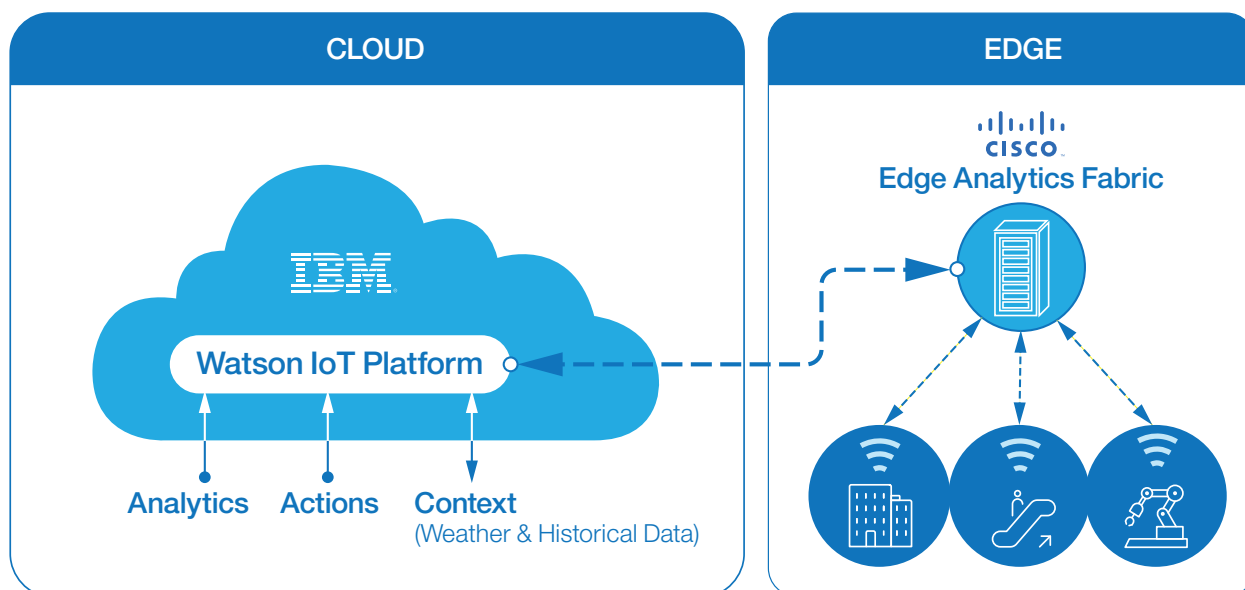 CLOUD
IBM
Watson IoT Platform
Analytics
Actions
Context
(Weather & Historical Data)
EDGE
CISCO
Edge Analytics Fabric